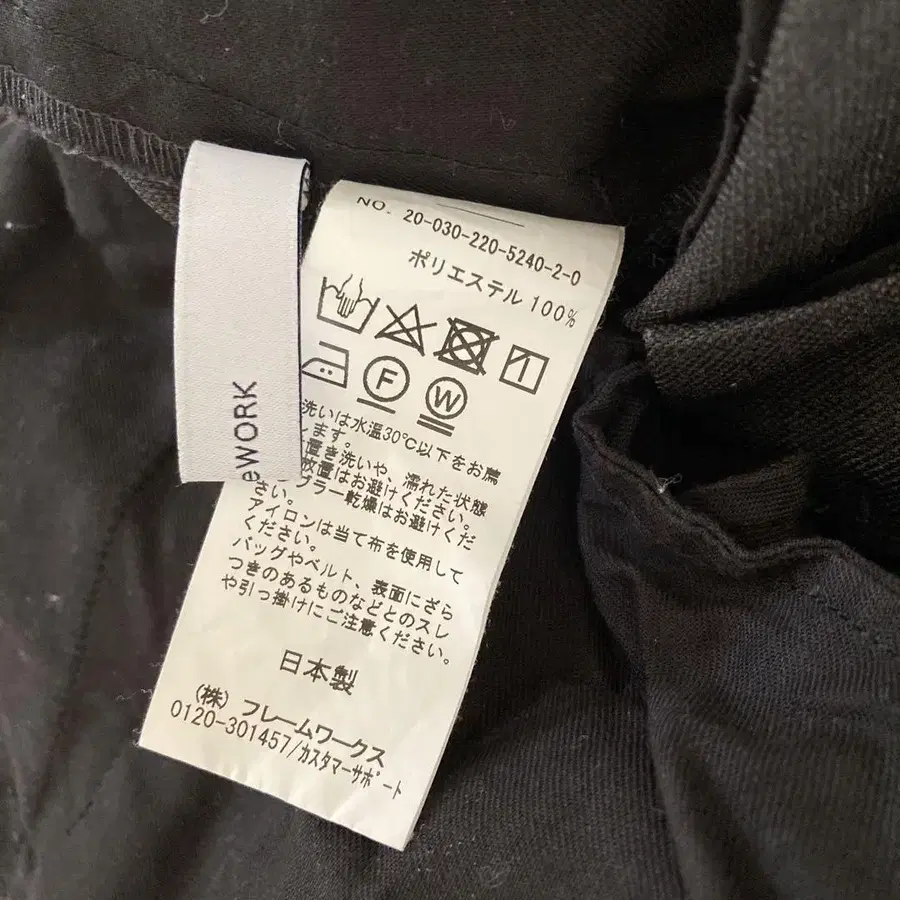 eWORK
NO. 20-030-220-5240-2-0
ポリエステル 100%
F
W
洗いは水温30℃以下をお薦
します。
置き洗いや、濡れた状態
放置はお避けください。
ブラー乾燥はお避けくだ
さい。
アイロンは当て布を使用して
ください。
バッグやベルト、表面にざら
つきのあるものなどとのスレ
や引っ掛けにご注意ください。
日本製
(株) フレームワークス
0120-301457/カスタマーサポート